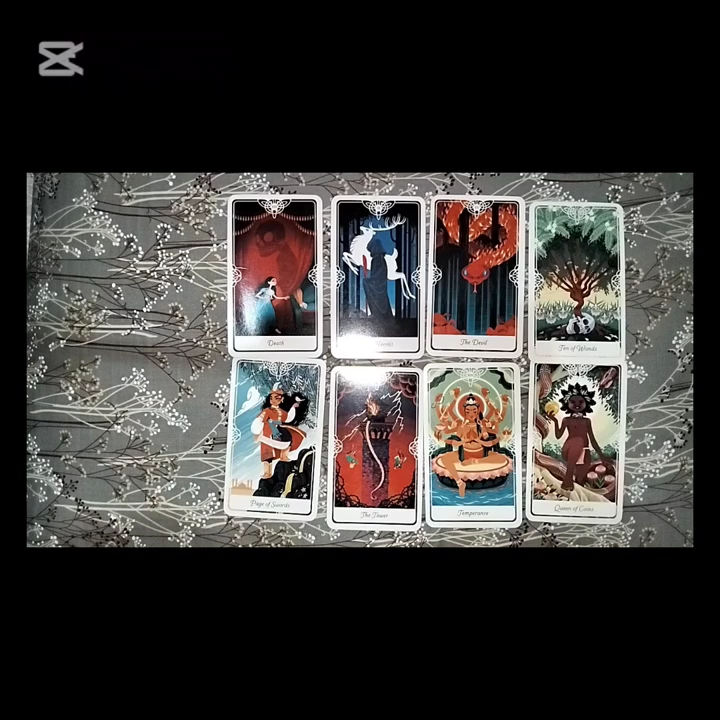 Death
The Devil
Ten of Wands
Page of Swords
The Tower
Temperance
Queen of Coins